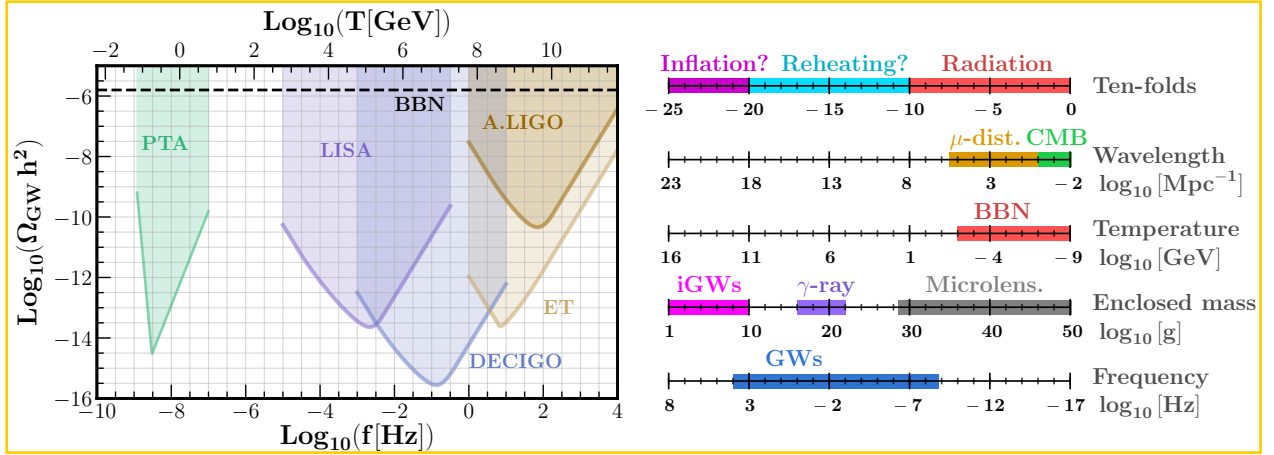 Log₁₀(T[GeV])
−2 0 2 4 6 8 10
Log₁₀(Ω_GW h²)
−6
−8
−10
−12
−14
−16
BBN
A.LIGO
PTA
LISA
ET
DECIGO
−10 −8 −6 −4 −2 0 2 4
Log₁₀(f[Hz])
Inflation? Reheating? Radiation
Ten-folds
−25 −20 −15 −10 −5 0
μ-dist. CMB
Wavelength
23 18 13 8 3 −2
log₁₀ [Mpc⁻¹]
BBN
Temperature
16 11 6 1 −4 −9
log₁₀ [GeV]
iGWs γ-ray Microlens.
Enclosed mass
1 10 20 30 40 50
log₁₀ [g]
GWs
Frequency
8 3 −2 −7 −12 −17
log₁₀ [Hz]